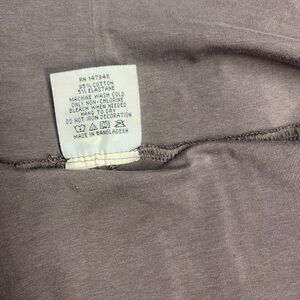 RN 147948
95% COTTON
5% ELASTANE
MACHINE WASH COLD
ONLY NON-CHLORINE
BLEACH WHEN NEEDED
HANG TO DRY
DO NOT IRON DECORATION
MADE IN BANGLADESH